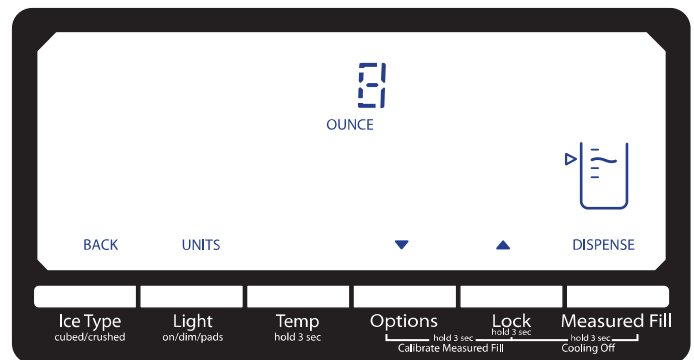 8
OUNCE
BACK UNITS ▼ ▲ DISPENSE
Ice Type Light Temp Options Lock Measured Fill
cubed/crushed on/dim/pads hold 3 sec hold 3 sec
hold 3 sec hold 3 sec
Calibrate Measured Fill Cooling Off